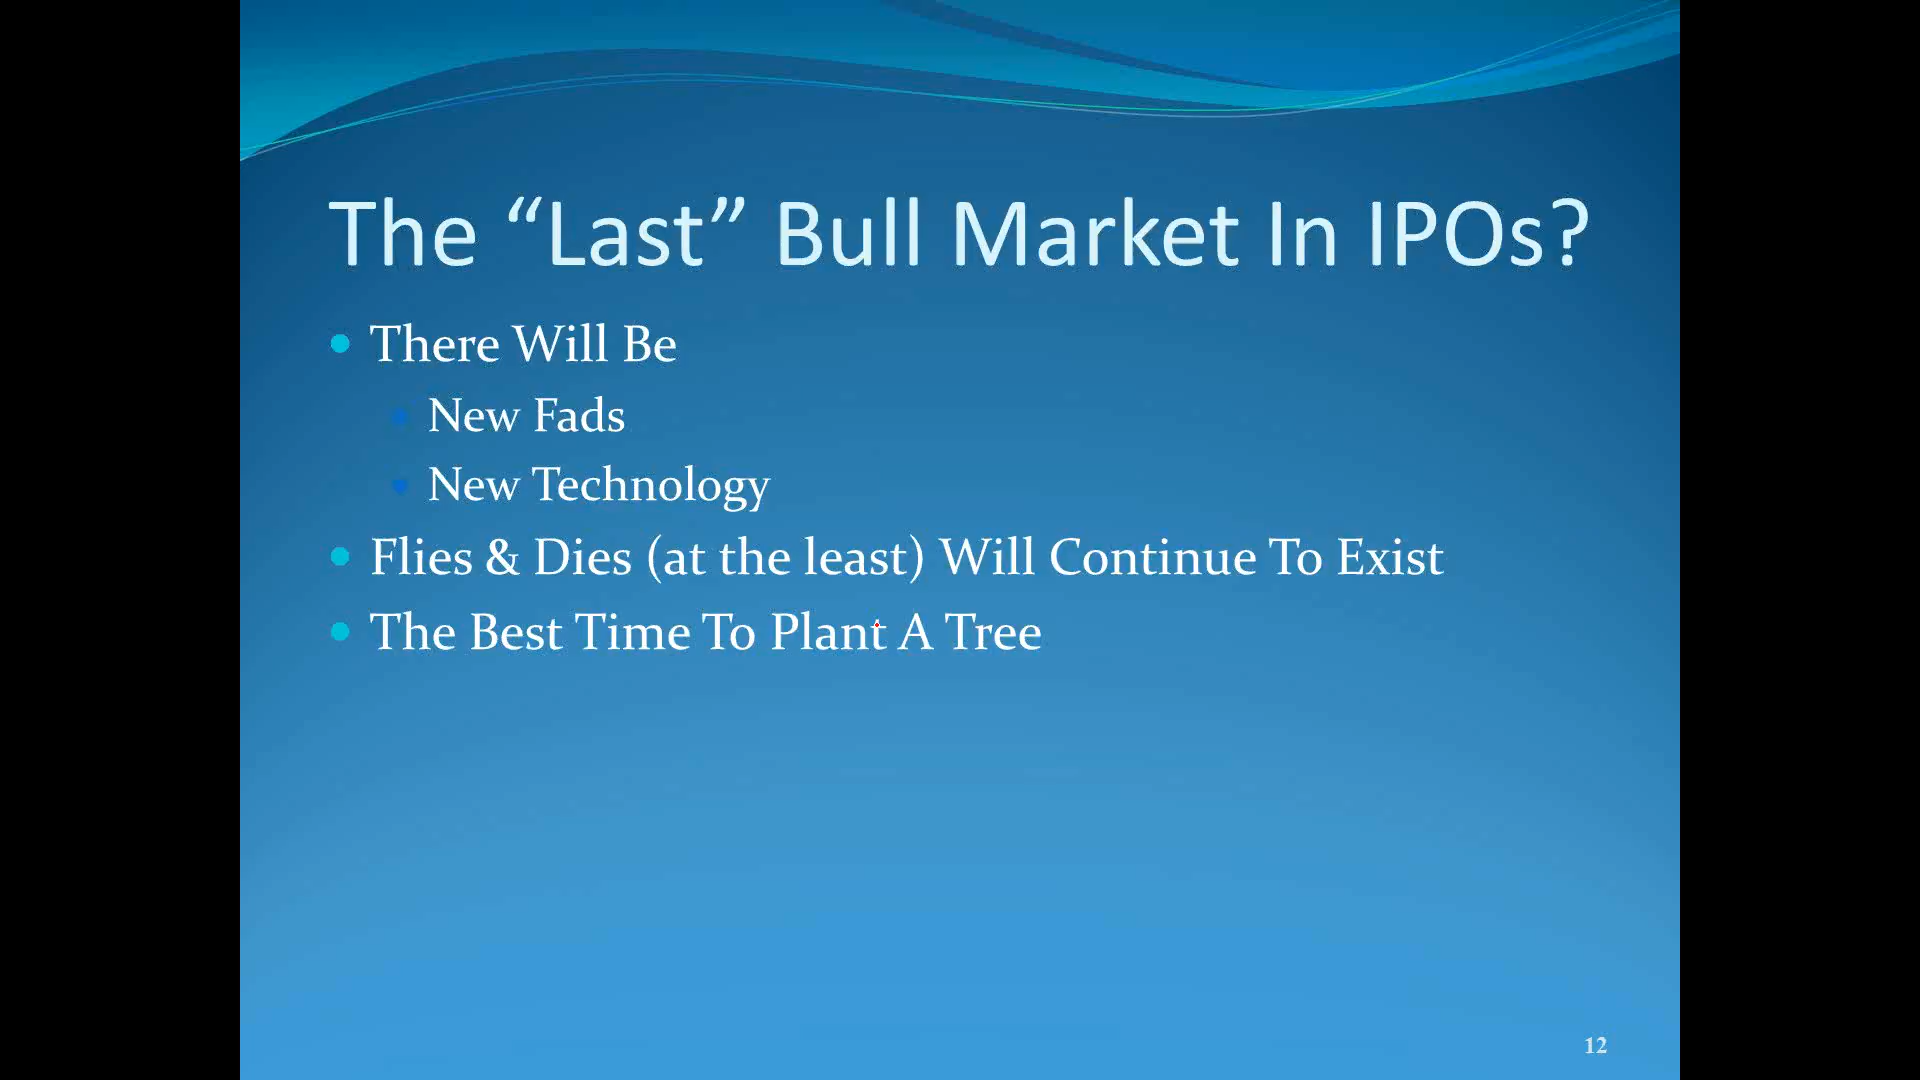 The “Last” Bull Market In IPOs?
There Will Be
New Fads
New Technology
Flies & Dies (at the least) Will Continue To Exist
The Best Time To Plant A Tree
12